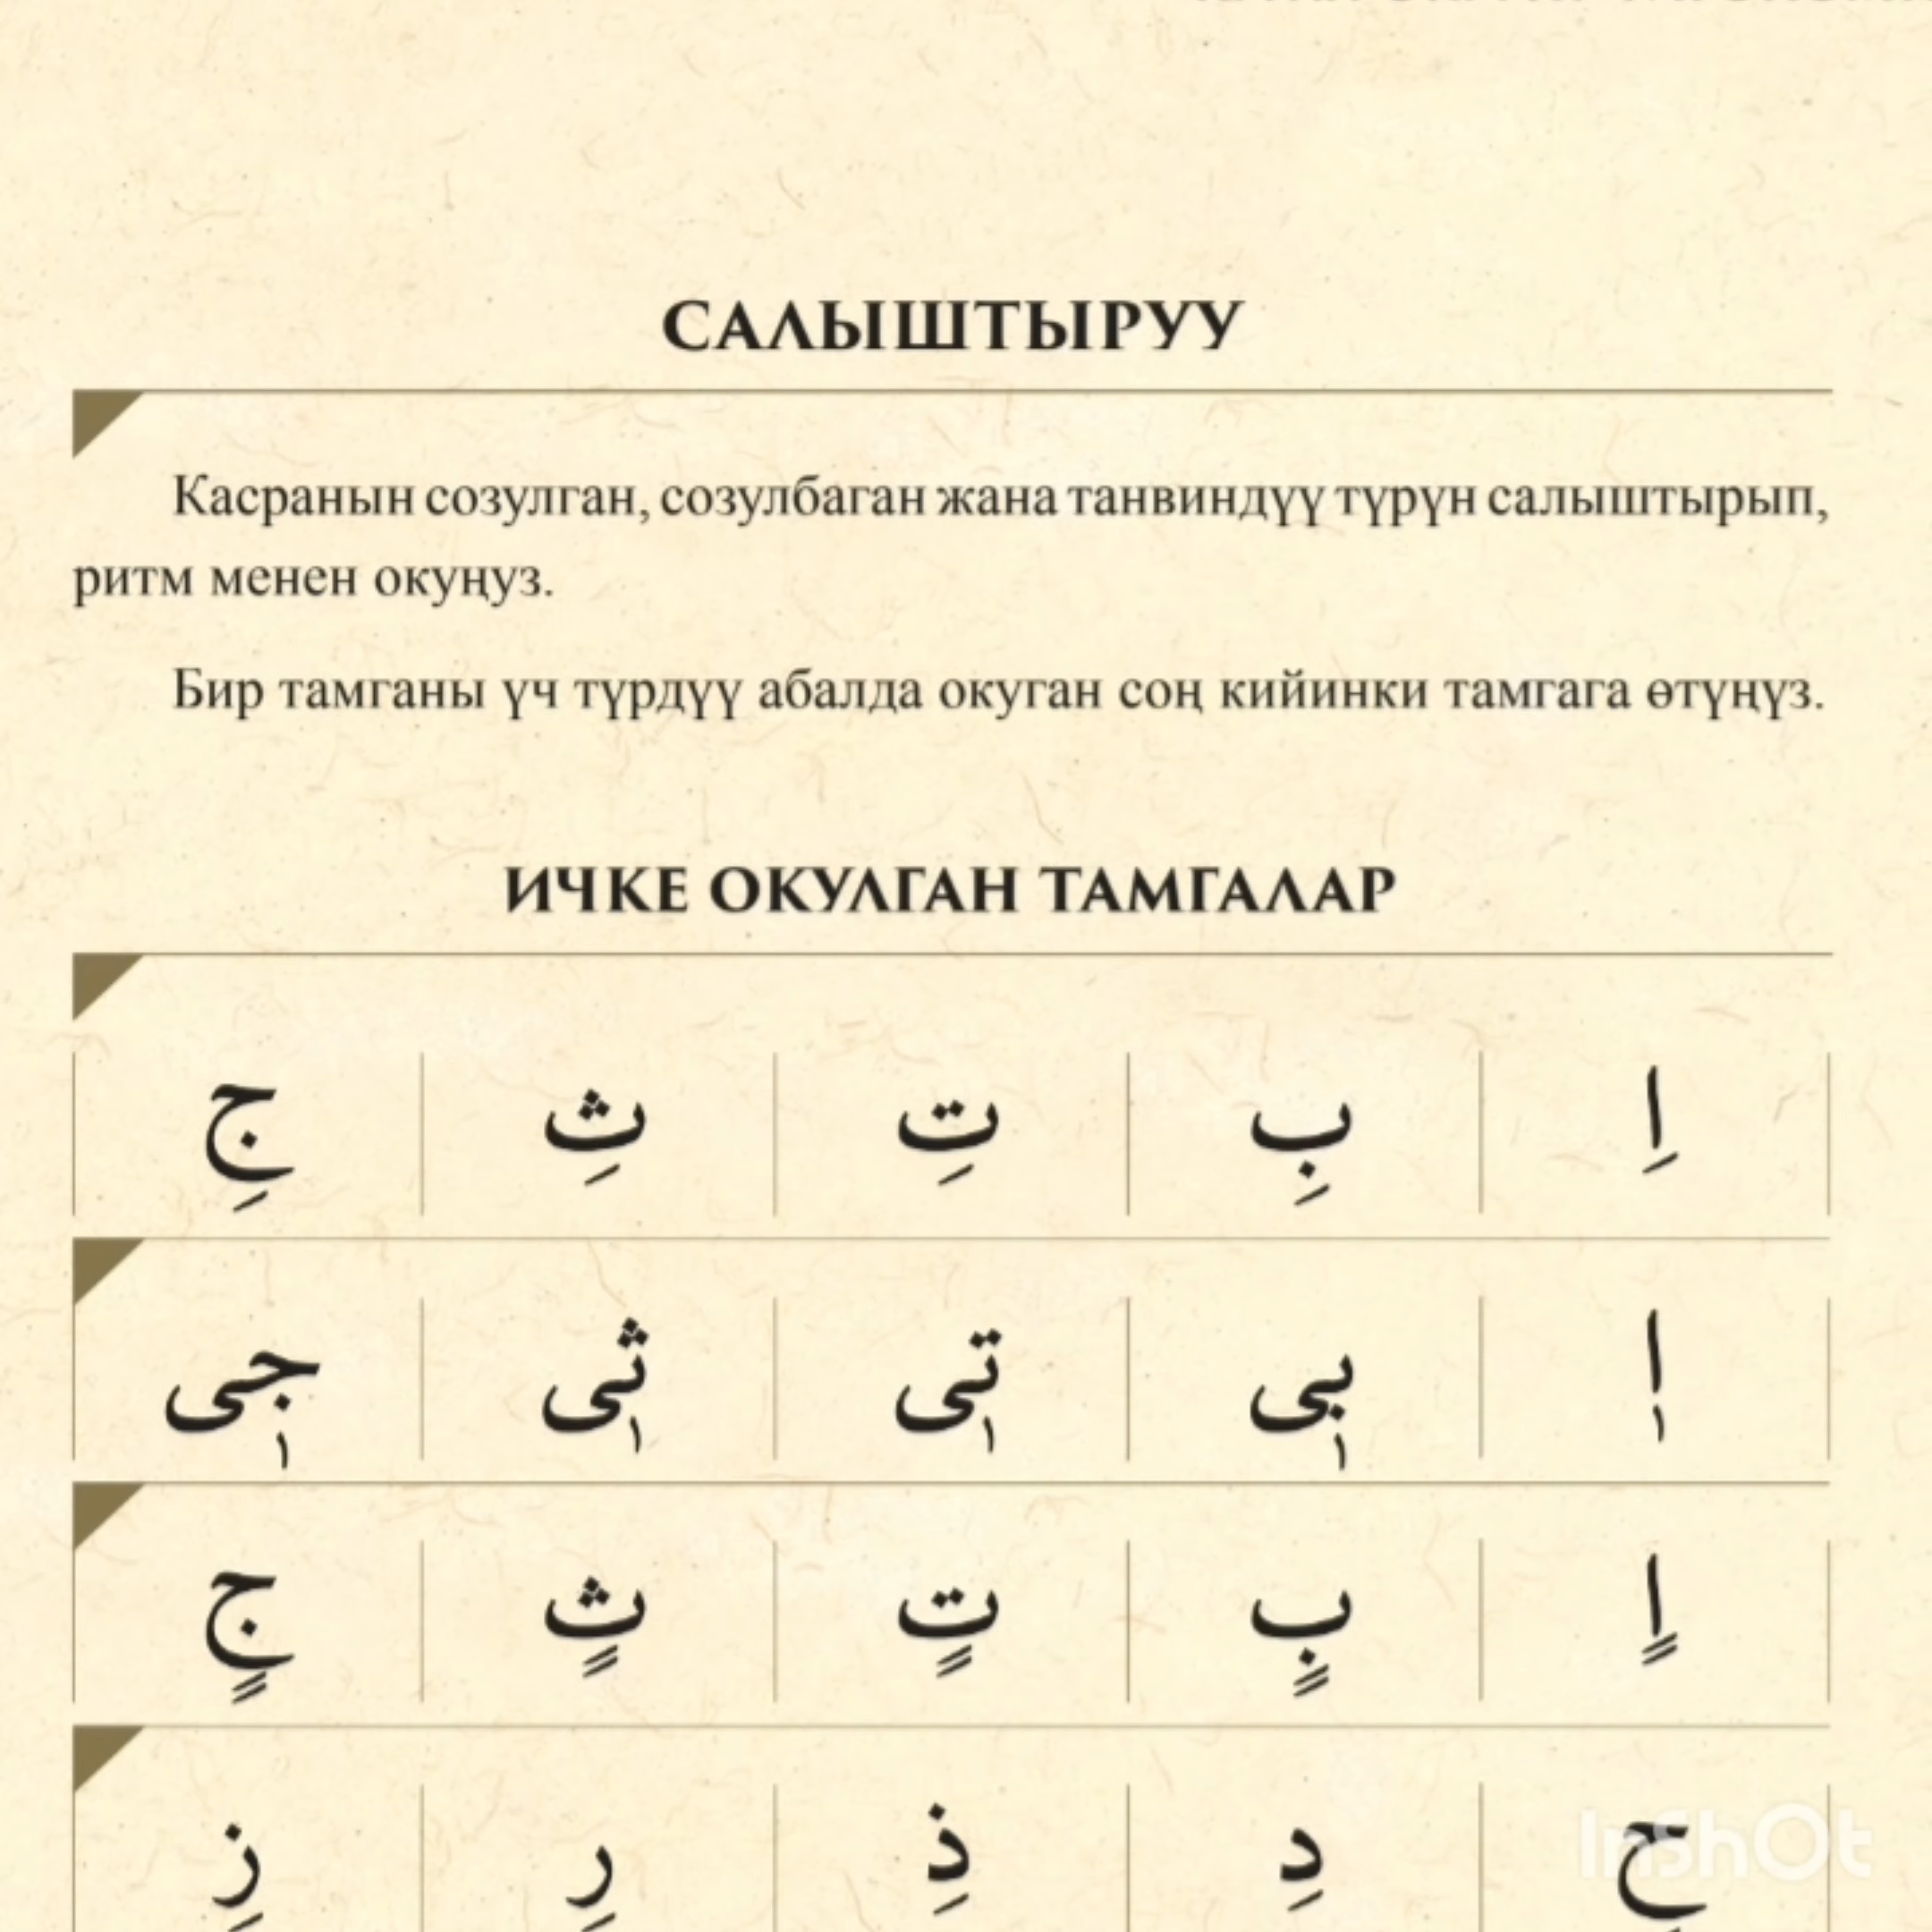 САЛЫШТЫРУУ
Касранын созулган, созулбаган жана танвиндүү түрүн салыштырып,
ритм менен окуңуз.
Бир тамганы үч түрдүү абалда окуган соң кийинки тамгага өтүңүз.
ИЧКЕ ОКУЛГАН ТАМГАЛАР
اِ بِ تِ ثِ جِ
اٖ بٖى تٖى ثٖى جٖى
اٍ بٍ تٍ ثٍ جٍ
حِ دِ ذِ رِ زِ
InShOt